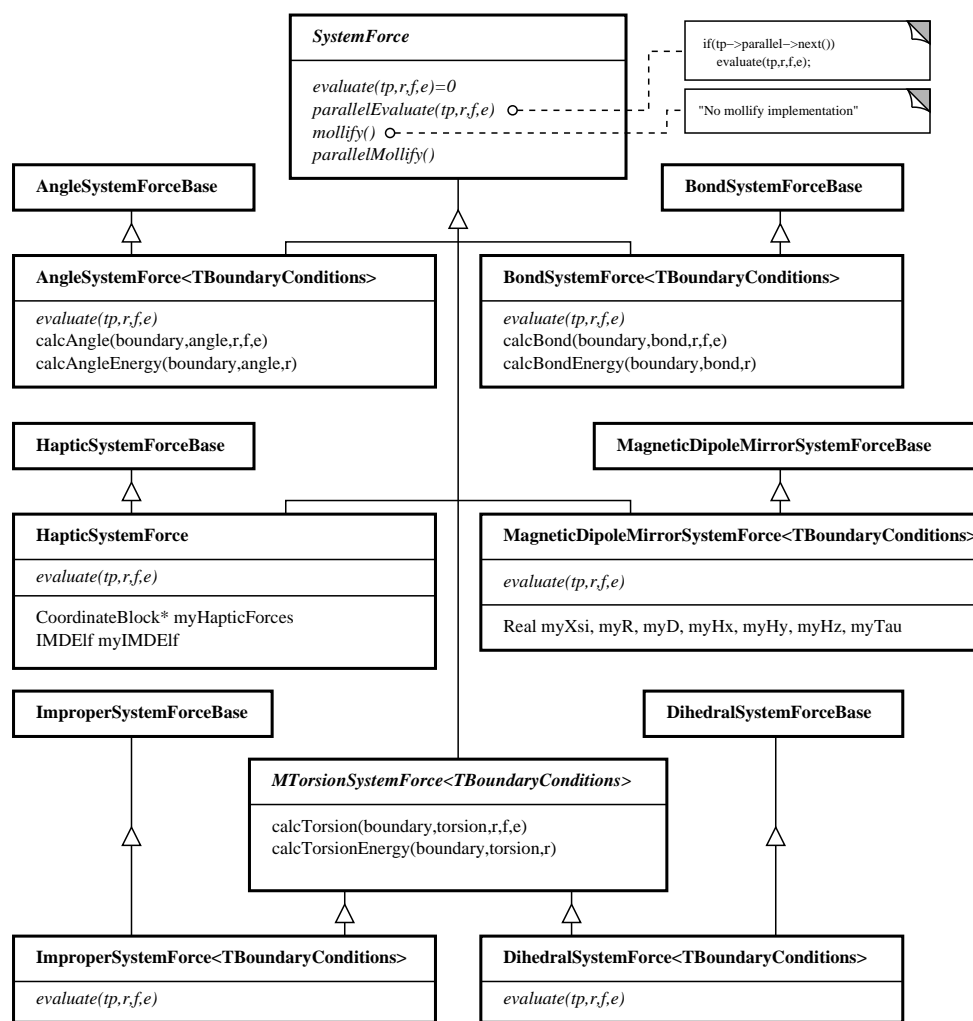 SystemForce
evaluate(tp,r,f,e)=0
parallelEvaluate(tp,r,f,e)
mollify()
parallelMollify()
if(tp−>parallel−>next())
evaluate(tp,r,f,e);
"No mollify implementation"
AngleSystemForceBase
BondSystemForceBase
AngleSystemForce<TBoundaryConditions>
evaluate(tp,r,f,e)
calcAngle(boundary,angle,r,f,e)
calcAngleEnergy(boundary,angle,r)
BondSystemForce<TBoundaryConditions>
evaluate(tp,r,f,e)
calcBond(boundary,bond,r,f,e)
calcBondEnergy(boundary,bond,r)
HapticSystemForceBase
MagneticDipoleMirrorSystemForceBase
HapticSystemForce
evaluate(tp,r,f,e)
CoordinateBlock* myHapticForces
IMDElf myIMDElf
MagneticDipoleMirrorSystemForce<TBoundaryConditions>
evaluate(tp,r,f,e)
Real myXsi, myR, myD, myHx, myHy, myHz, myTau
ImproperSystemForceBase
DihedralSystemForceBase
MTorsionSystemForce<TBoundaryConditions>
calcTorsion(boundary,torsion,r,f,e)
calcTorsionEnergy(boundary,torsion,r)
ImproperSystemForce<TBoundaryConditions>
evaluate(tp,r,f,e)
DihedralSystemForce<TBoundaryConditions>
evaluate(tp,r,f,e)